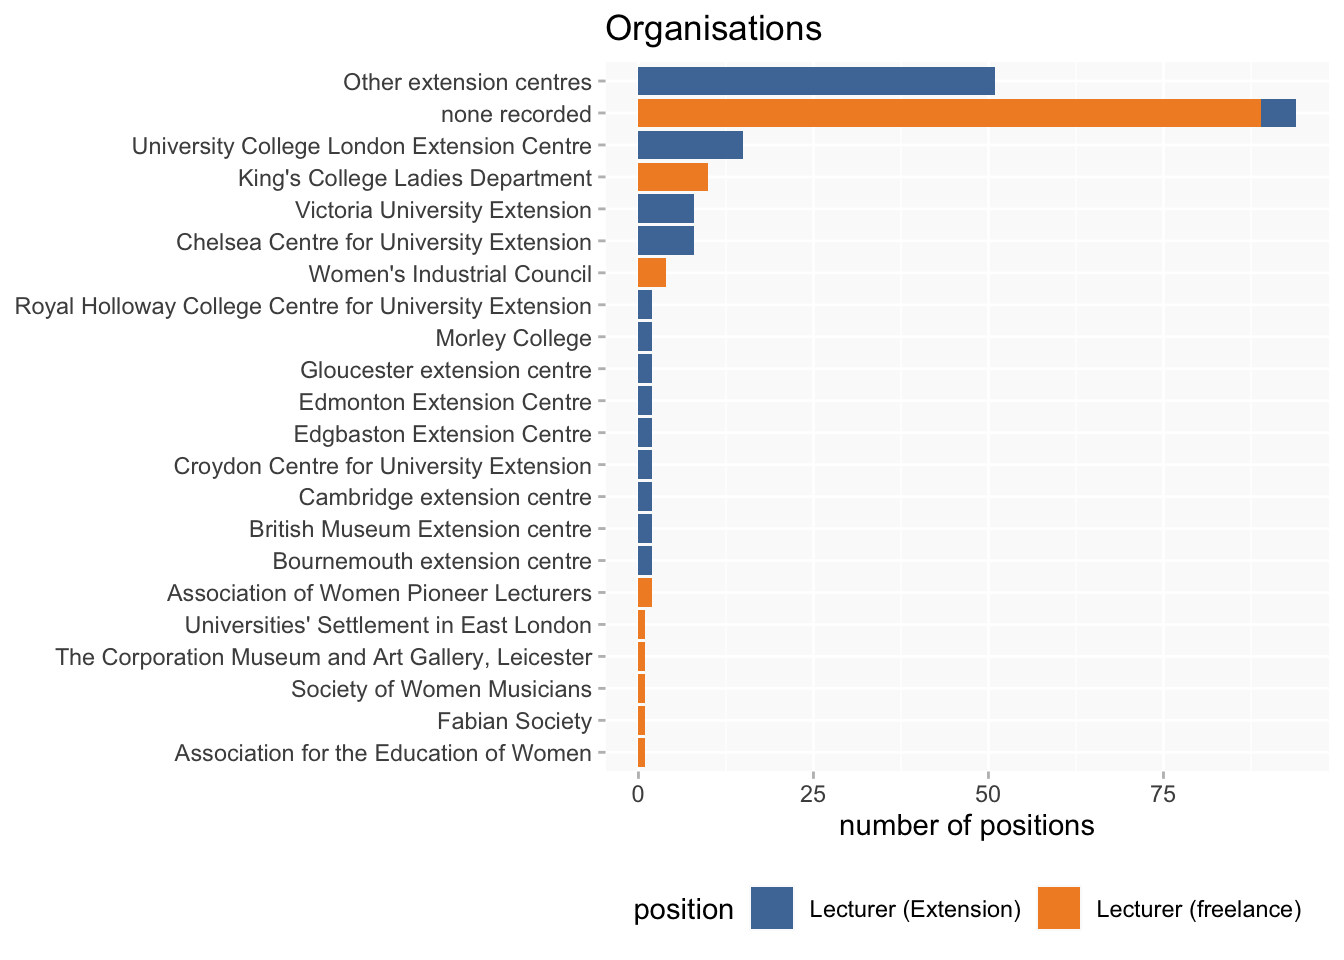 Organisations
Other extension centres
none recorded
University College London Extension Centre
King's College Ladies Department
Victoria University Extension
Chelsea Centre for University Extension
Women's Industrial Council
Royal Holloway College Centre for University Extension
Morley College
Gloucester extension centre
Edmonton Extension Centre
Edgbaston Extension Centre
Croydon Centre for University Extension
Cambridge extension centre
British Museum Extension centre
Bournemouth extension centre
Association of Women Pioneer Lecturers
Universities' Settlement in East London
The Corporation Museum and Art Gallery, Leicester
Society of Women Musicians
Fabian Society
Association for the Education of Women
0 25 50 75
number of positions
position Lecturer (Extension) Lecturer (freelance)